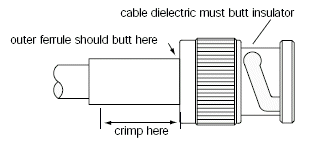 cable dielectric must butt insulator
outer ferrule should butt here
crimp here